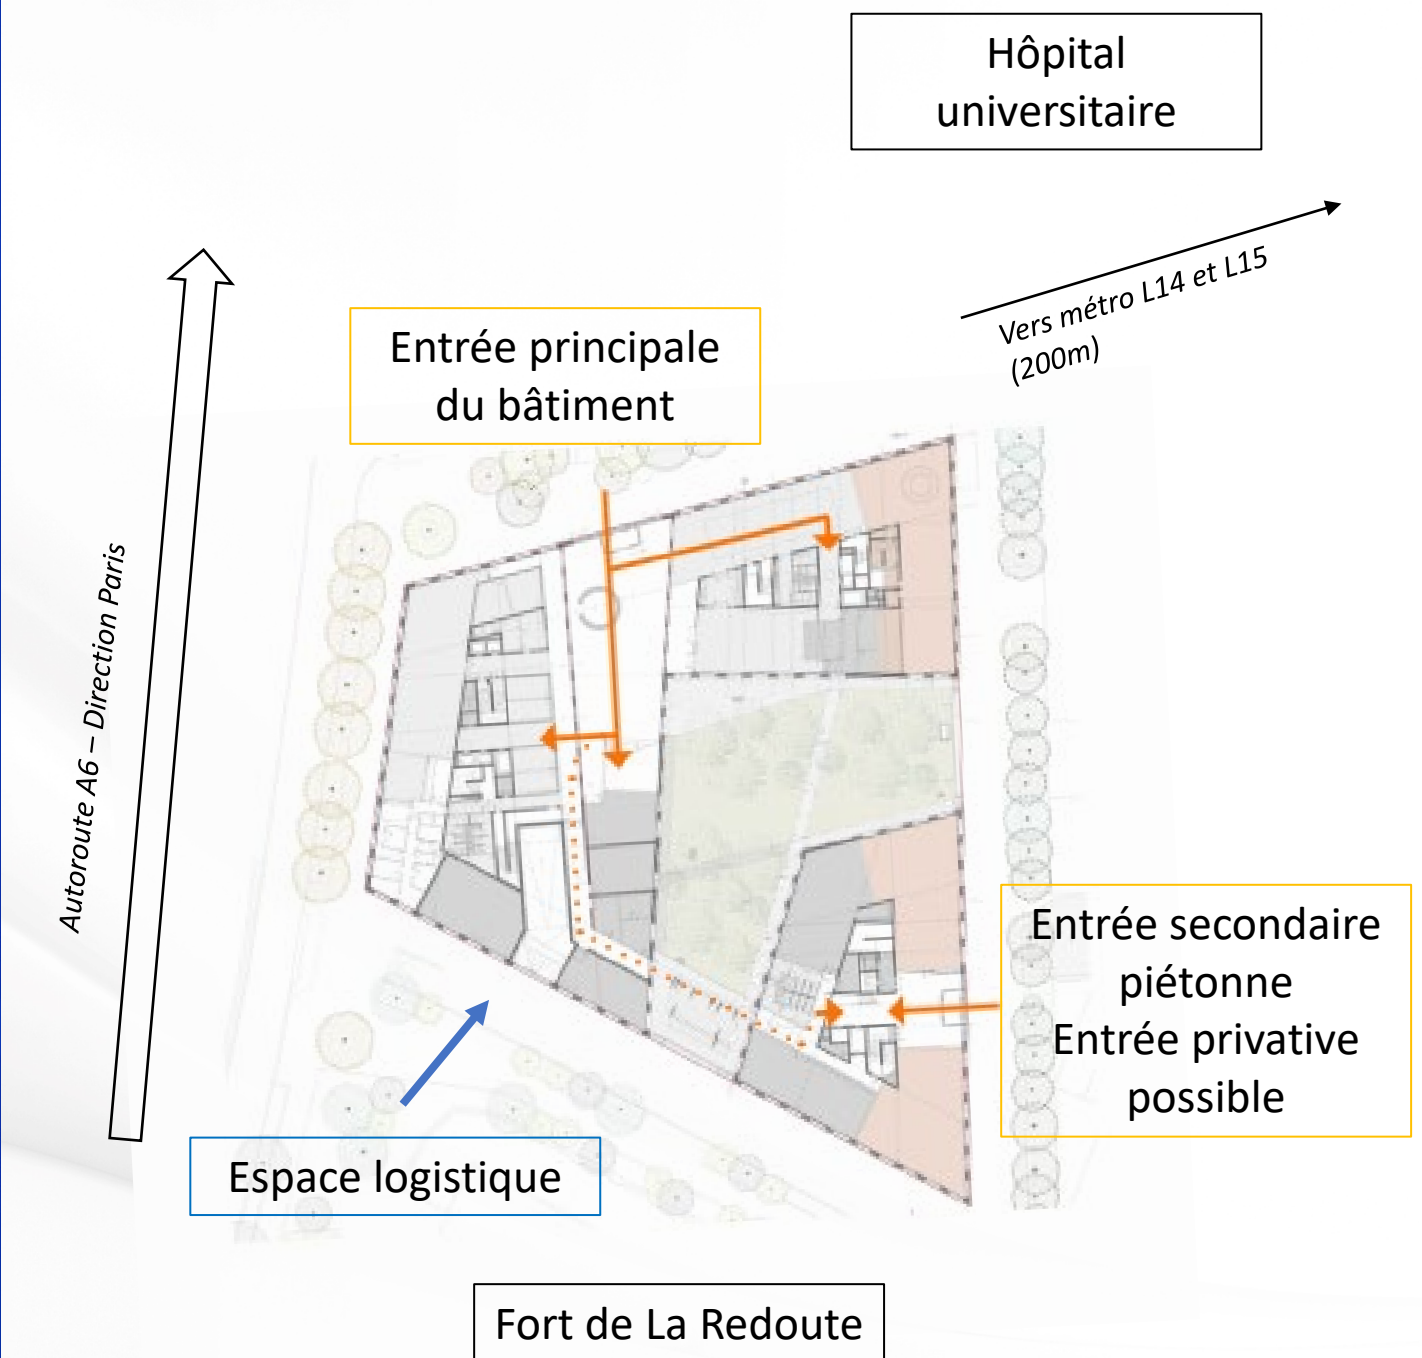 Hôpital
universitaire
Vers métro L14 et L15
(200m)
Entrée principale
du bâtiment
Autoroute A6 – Direction Paris
Entrée secondaire
piétonne
Entrée privative
possible
Espace logistique
Fort de La Redoute